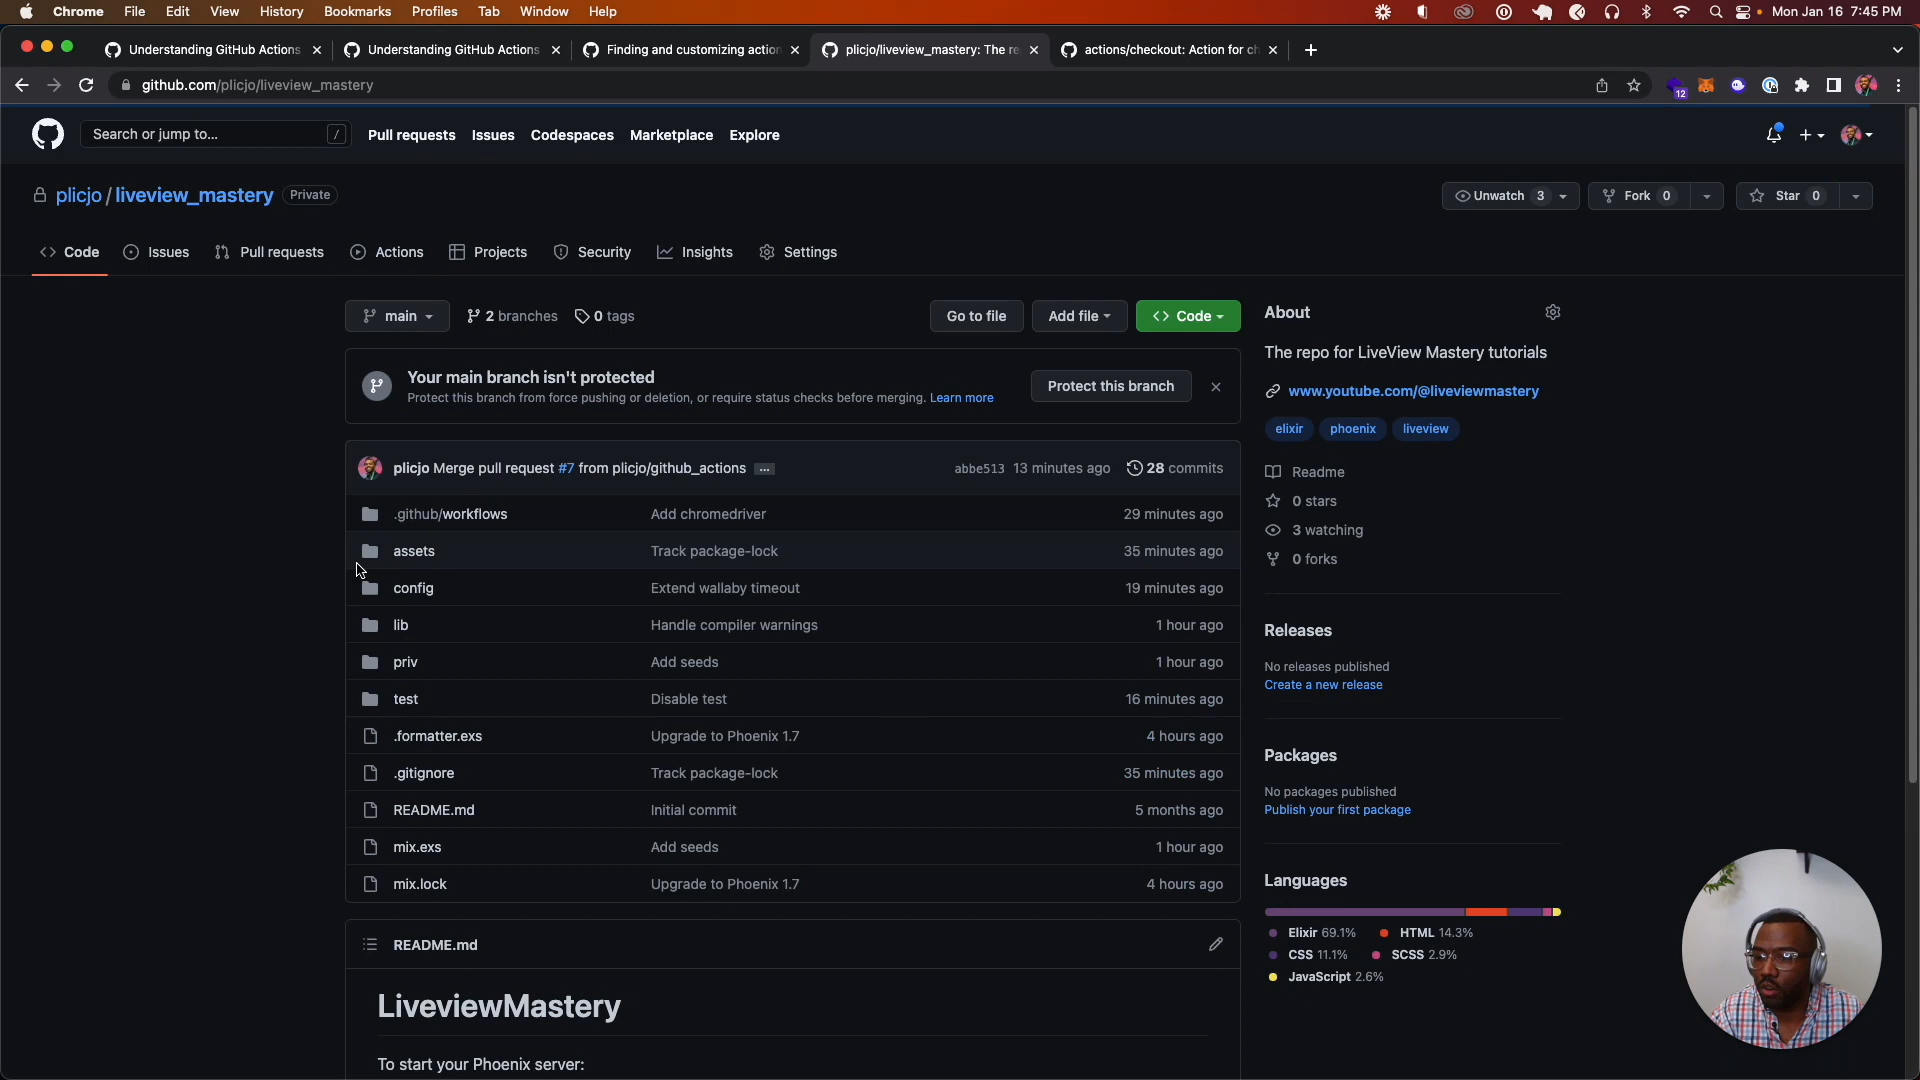 Chrome File Edit View History Bookmarks Profiles Tab Window Help Mon Jan 16 7:45 PM
Understanding GitHub Actions Understanding GitHub Actions Finding and customizing action plicjo/liveview_mastery: The re actions/checkout: Action for ch
github.com/plicjo/liveview_mastery 12
Search or jump to... / Pull requests Issues Codespaces Marketplace Explore
plicjo / liveview_mastery Private Unwatch 3 Fork 0 Star 0
Code Issues Pull requests Actions Projects Security Insights Settings
main 2 branches 0 tags Go to file Add file Code
Your main branch isn't protected
Protect this branch from force pushing or deletion, or require status checks before merging. Learn more
Protect this branch
plicjo Merge pull request #7 from plicjo/github_actions ... abbe513 13 minutes ago 28 commits
.github/workflows Add chromedriver 29 minutes ago
assets Track package-lock 35 minutes ago
config Extend wallaby timeout 19 minutes ago
lib Handle compiler warnings 1 hour ago
priv Add seeds 1 hour ago
test Disable test 16 minutes ago
.formatter.exs Upgrade to Phoenix 1.7 4 hours ago
.gitignore Track package-lock 35 minutes ago
README.md Initial commit 5 months ago
mix.exs Add seeds 1 hour ago
mix.lock Upgrade to Phoenix 1.7 4 hours ago
README.md
LiveviewMastery
To start your Phoenix server:
About
The repo for LiveView Mastery tutorials
www.youtube.com/@liveviewmastery
elixir phoenix liveview
Readme
0 stars
3 watching
0 forks
Releases
No releases published
Create a new release
Packages
No packages published
Publish your first package
Languages
Elixir 69.1% HTML 14.3%
CSS 11.1% SCSS 2.9%
JavaScript 2.6%